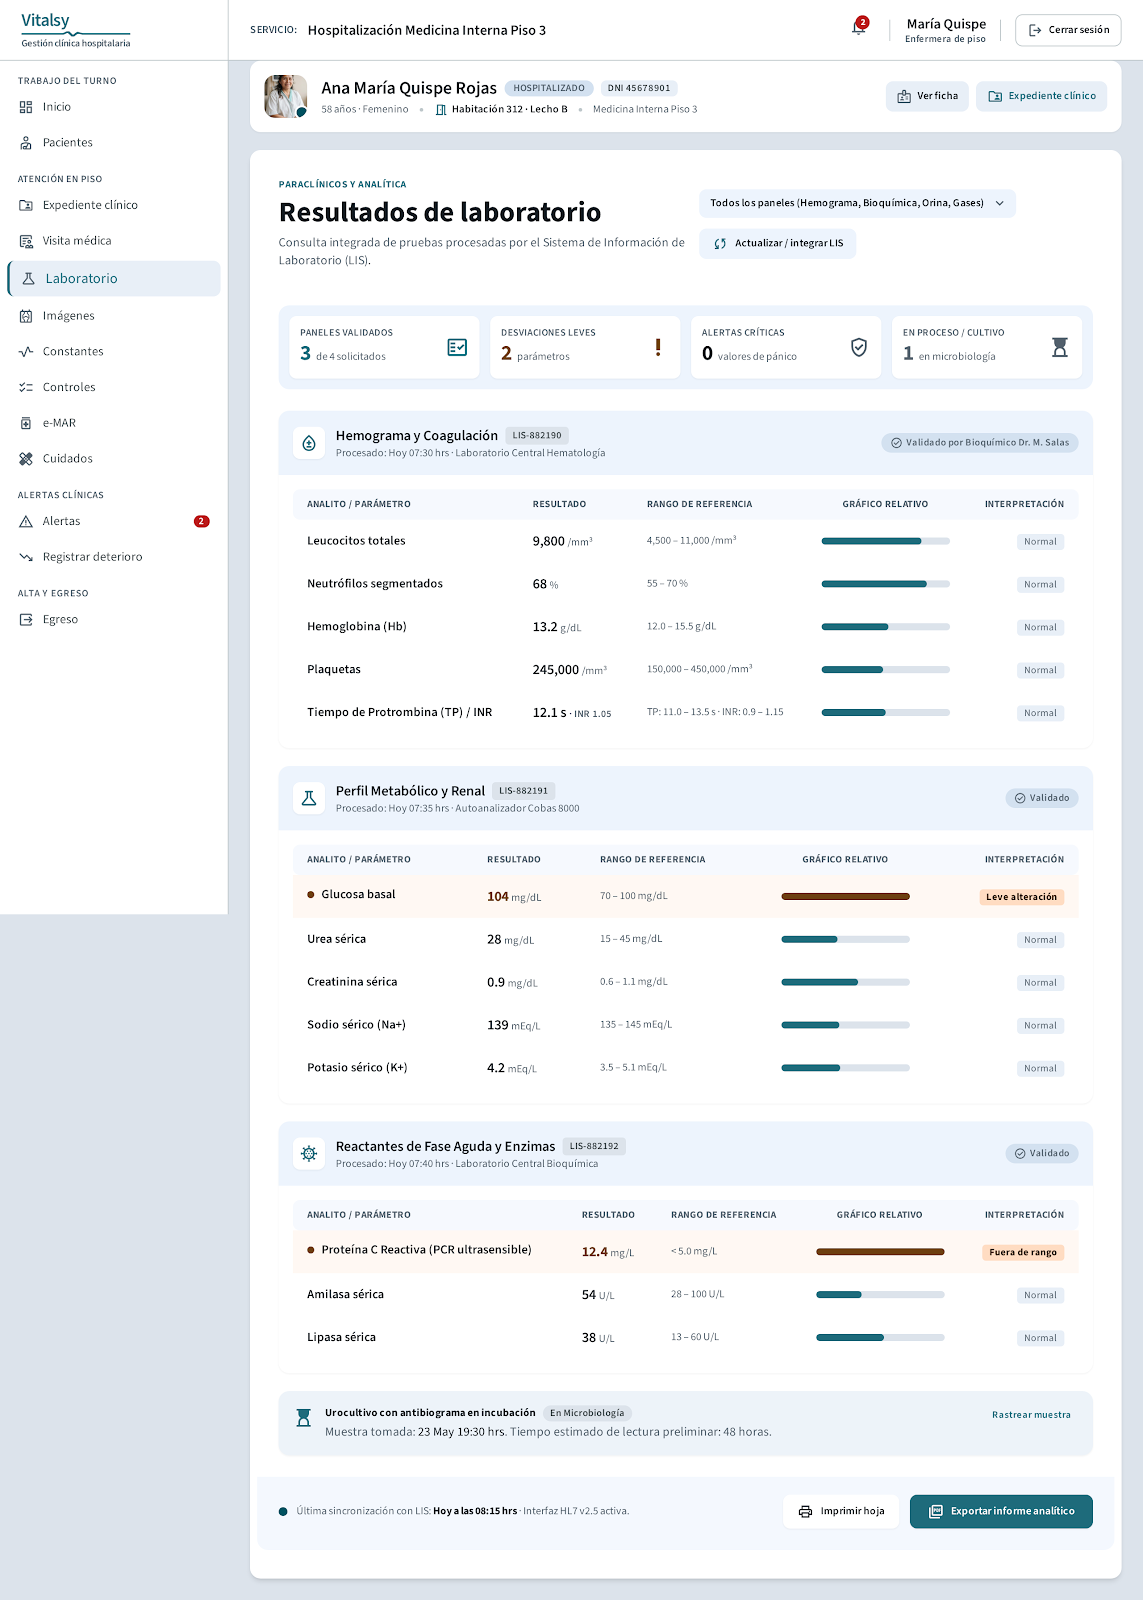 Vitalsy
Gestión clínica hospitalaria
SERVICIO: Hospitalización Medicina Interna Piso 3
2
María Quispe
Enfermera de piso
Cerrar sesión
TRABAJO DEL TURNO
Inicio
Pacientes
ATENCIÓN EN PISO
Expediente clínico
Visita médica
Laboratorio
Imágenes
Constantes
Controles
e-MAR
Cuidados
ALERTAS CLÍNICAS
Alertas 2
Registrar deterioro
ALTA Y EGRESO
Egreso
Ana María Quispe Rojas HOSPITALIZADO DNI 45678901
58 años · Femenino • Habitación 312 · Lecho B • Medicina Interna Piso 3
Ver ficha
Expediente clínico
PARACLÍNICOS Y ANALÍTICA
Resultados de laboratorio
Consulta integrada de pruebas procesadas por el Sistema de Información de
Laboratorio (LIS).
Todos los paneles (Hemograma, Bioquímica, Orina, Gases)
Actualizar / integrar LIS
PANELES VALIDADOS
3 de 4 solicitados
DESVIACIONES LEVES
2 parámetros
ALERTAS CRÍTICAS
0 valores de pánico
EN PROCESO / CULTIVO
1 en microbiología
Hemograma y Coagulación LIS-882190
Procesado: Hoy 07:30 hrs · Laboratorio Central Hematología
Validado por Bioquímico Dr. M. Salas
ANALITO / PARÁMETRO RESULTADO RANGO DE REFERENCIA GRÁFICO RELATIVO INTERPRETACIÓN
Leucocitos totales 9,800 /mm³ 4,500 – 11,000 /mm³ Normal
Neutrófilos segmentados 68 % 55 – 70 % Normal
Hemoglobina (Hb) 13.2 g/dL 12.0 – 15.5 g/dL Normal
Plaquetas 245,000 /mm³ 150,000 – 450,000 /mm³ Normal
Tiempo de Protrombina (TP) / INR 12.1 s · INR 1.05 TP: 11.0 – 13.5 s · INR: 0.9 – 1.15 Normal
Perfil Metabólico y Renal LIS-882191
Procesado: Hoy 07:35 hrs · Autoanalizador Cobas 8000
Validado
ANALITO / PARÁMETRO RESULTADO RANGO DE REFERENCIA GRÁFICO RELATIVO INTERPRETACIÓN
Glucosa basal 104 mg/dL 70 – 100 mg/dL Leve alteración
Urea sérica 28 mg/dL 15 – 45 mg/dL Normal
Creatinina sérica 0.9 mg/dL 0.6 – 1.1 mg/dL Normal
Sodio sérico (Na+) 139 mEq/L 135 – 145 mEq/L Normal
Potasio sérico (K+) 4.2 mEq/L 3.5 – 5.1 mEq/L Normal
Reactantes de Fase Aguda y Enzimas LIS-882192
Procesado: Hoy 07:40 hrs · Laboratorio Central Bioquímica
Validado
ANALITO / PARÁMETRO RESULTADO RANGO DE REFERENCIA GRÁFICO RELATIVO INTERPRETACIÓN
Proteína C Reactiva (PCR ultrasensible) 12.4 mg/L < 5.0 mg/L Fuera de rango
Amilasa sérica 54 U/L 28 – 100 U/L Normal
Lipasa sérica 38 U/L 13 – 60 U/L Normal
Urocultivo con antibiograma en incubación En Microbiología
Muestra tomada: 23 May 19:30 hrs. Tiempo estimado de lectura preliminar: 48 horas.
Rastrear muestra
Última sincronización con LIS: Hoy a las 08:15 hrs · Interfaz HL7 v2.5 activa.
Imprimir hoja
Exportar informe analítico